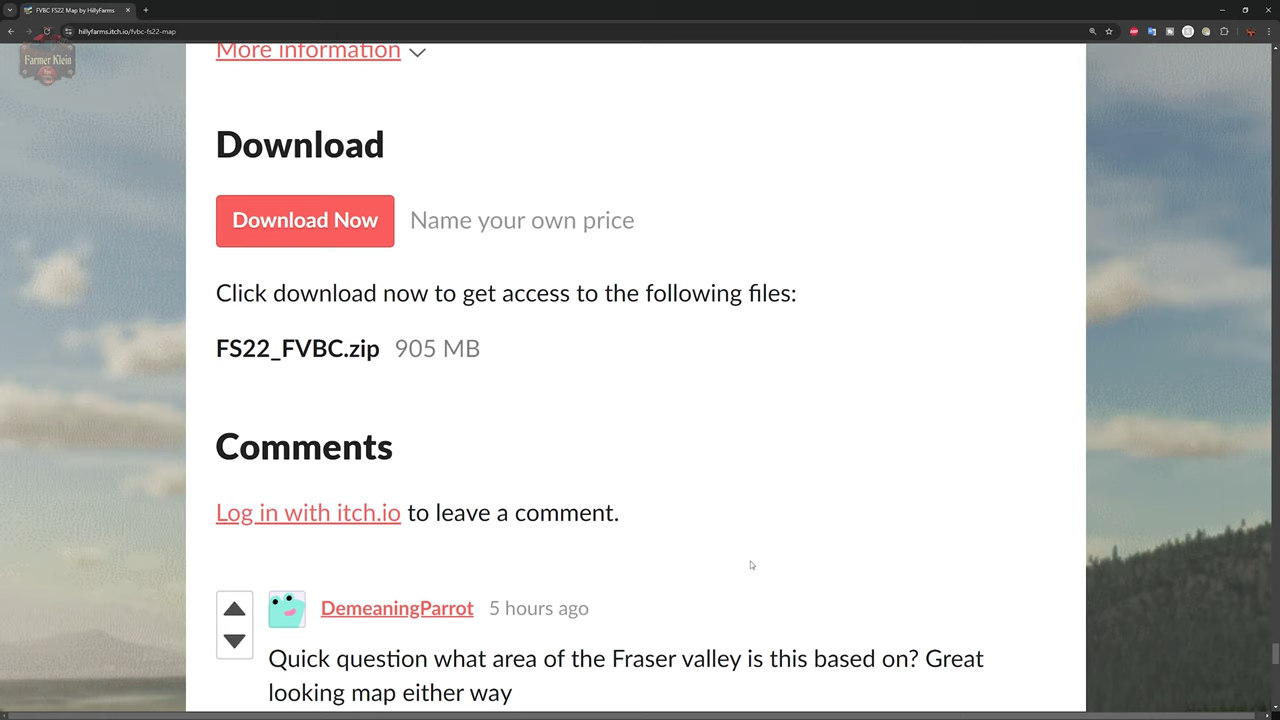 FVBC FS22 Map by HillyFarms
hillyfarms.itch.io/fvbc-fs22-map
Farmer Klein
More information
Download
Download Now Name your own price
Click download now to get access to the following files:
FS22_FVBC.zip 905 MB
Comments
Log in with itch.io to leave a comment.
DemeaningParrot 5 hours ago
Quick question what area of the Fraser valley is this based on? Great
looking map either way